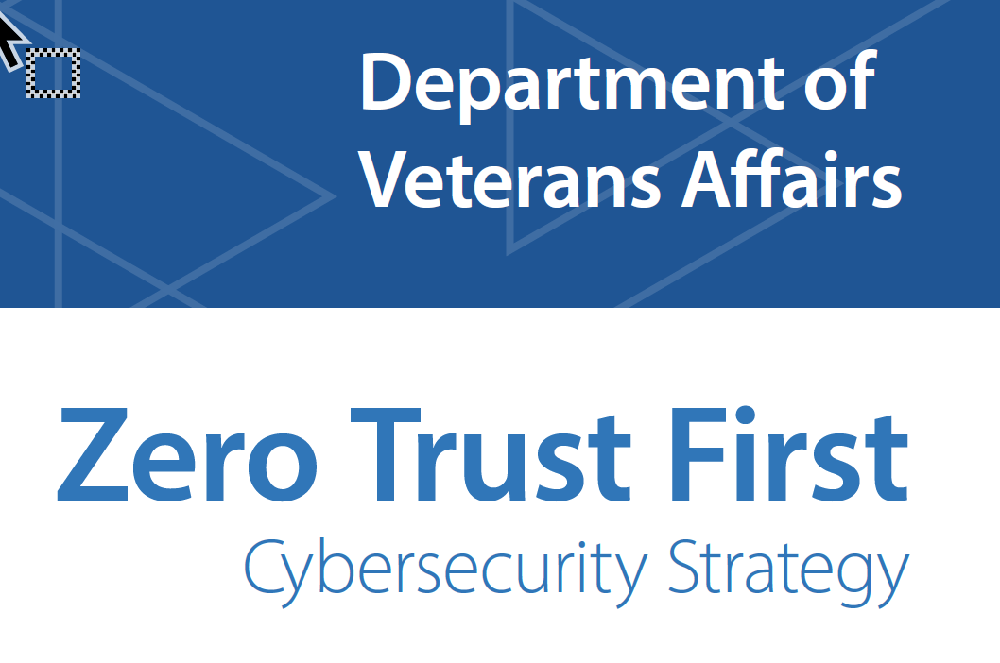 Department of
Veterans Affairs
Zero Trust First
Cybersecurity Strategy